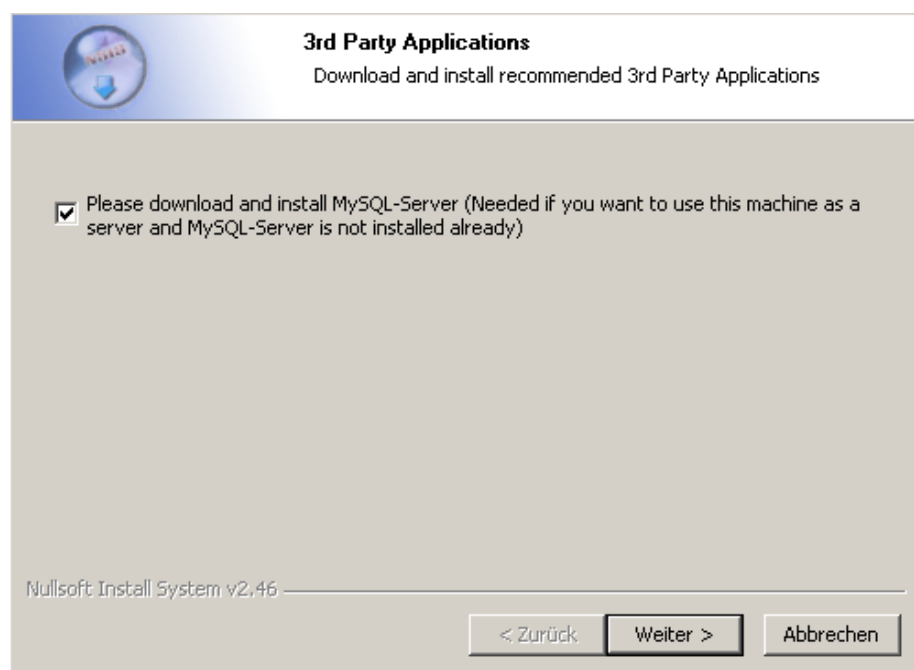 3rd Party Applications
Download and install recommended 3rd Party Applications
Please download and install MySQL-Server (Needed if you want to use this machine as a
server and MySQL-Server is not installed already)
Nullsoft Install System v2.46
< Zurück
Weiter >
Abbrechen